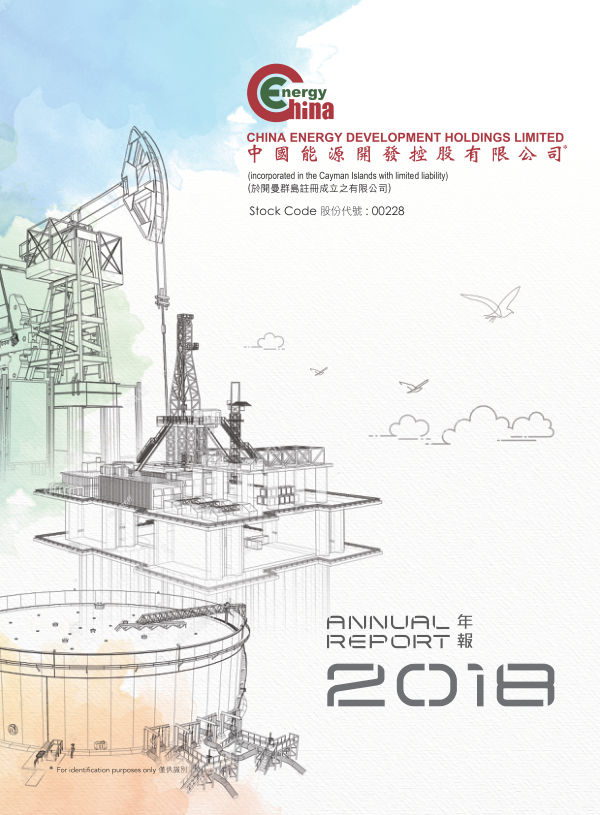 Energy
China
CHINA ENERGY DEVELOPMENT HOLDINGS LIMITED
中國能源開發控股有限公司*
(incorporated in the Cayman Islands with limited liability)
(於開曼群島註冊成立之有限公司)
Stock Code 股份代號 : 00228
ANNUAL 年
REPORT 報
2018
* For identification purposes only 僅供識別